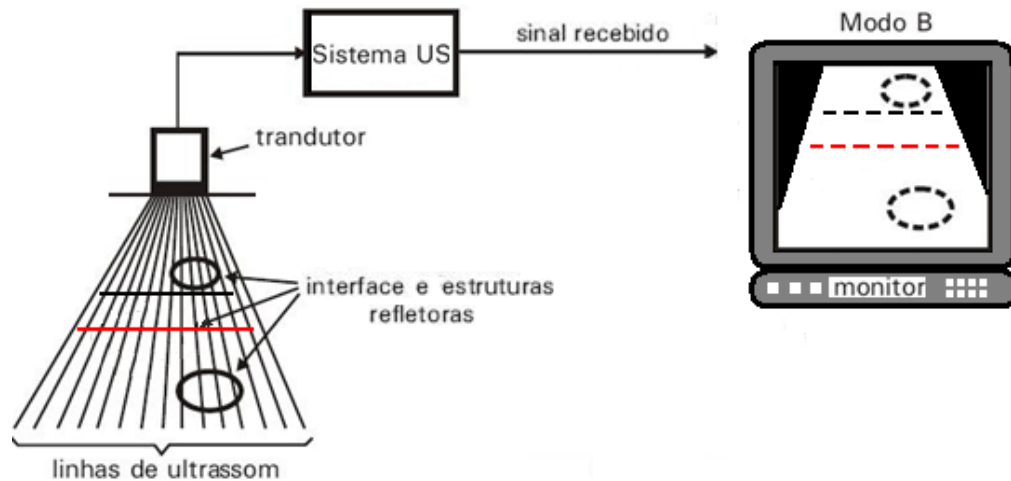 Modo B
sinal recebido
Sistema US
trandutor
interface e estruturas
refletoras
monitor
linhas de ultrassom